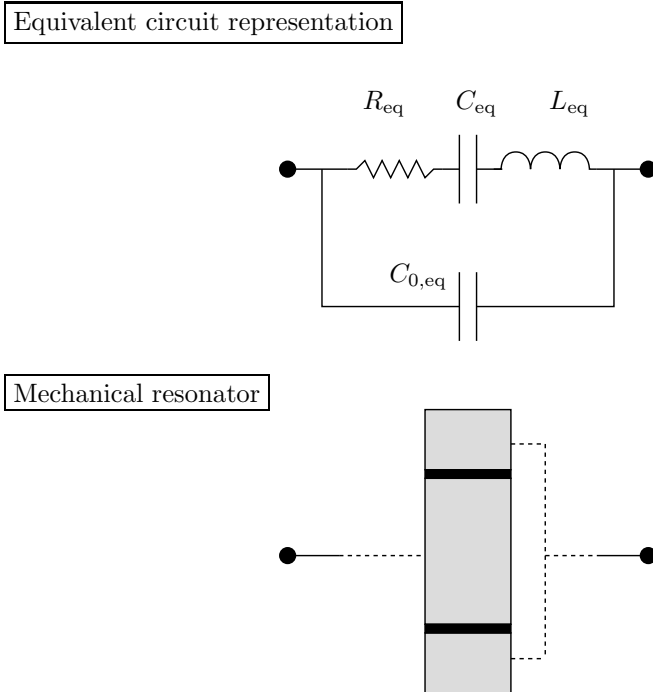 Equivalent circuit representation
R_eq C_eq L_eq
C_0,eq
Mechanical resonator